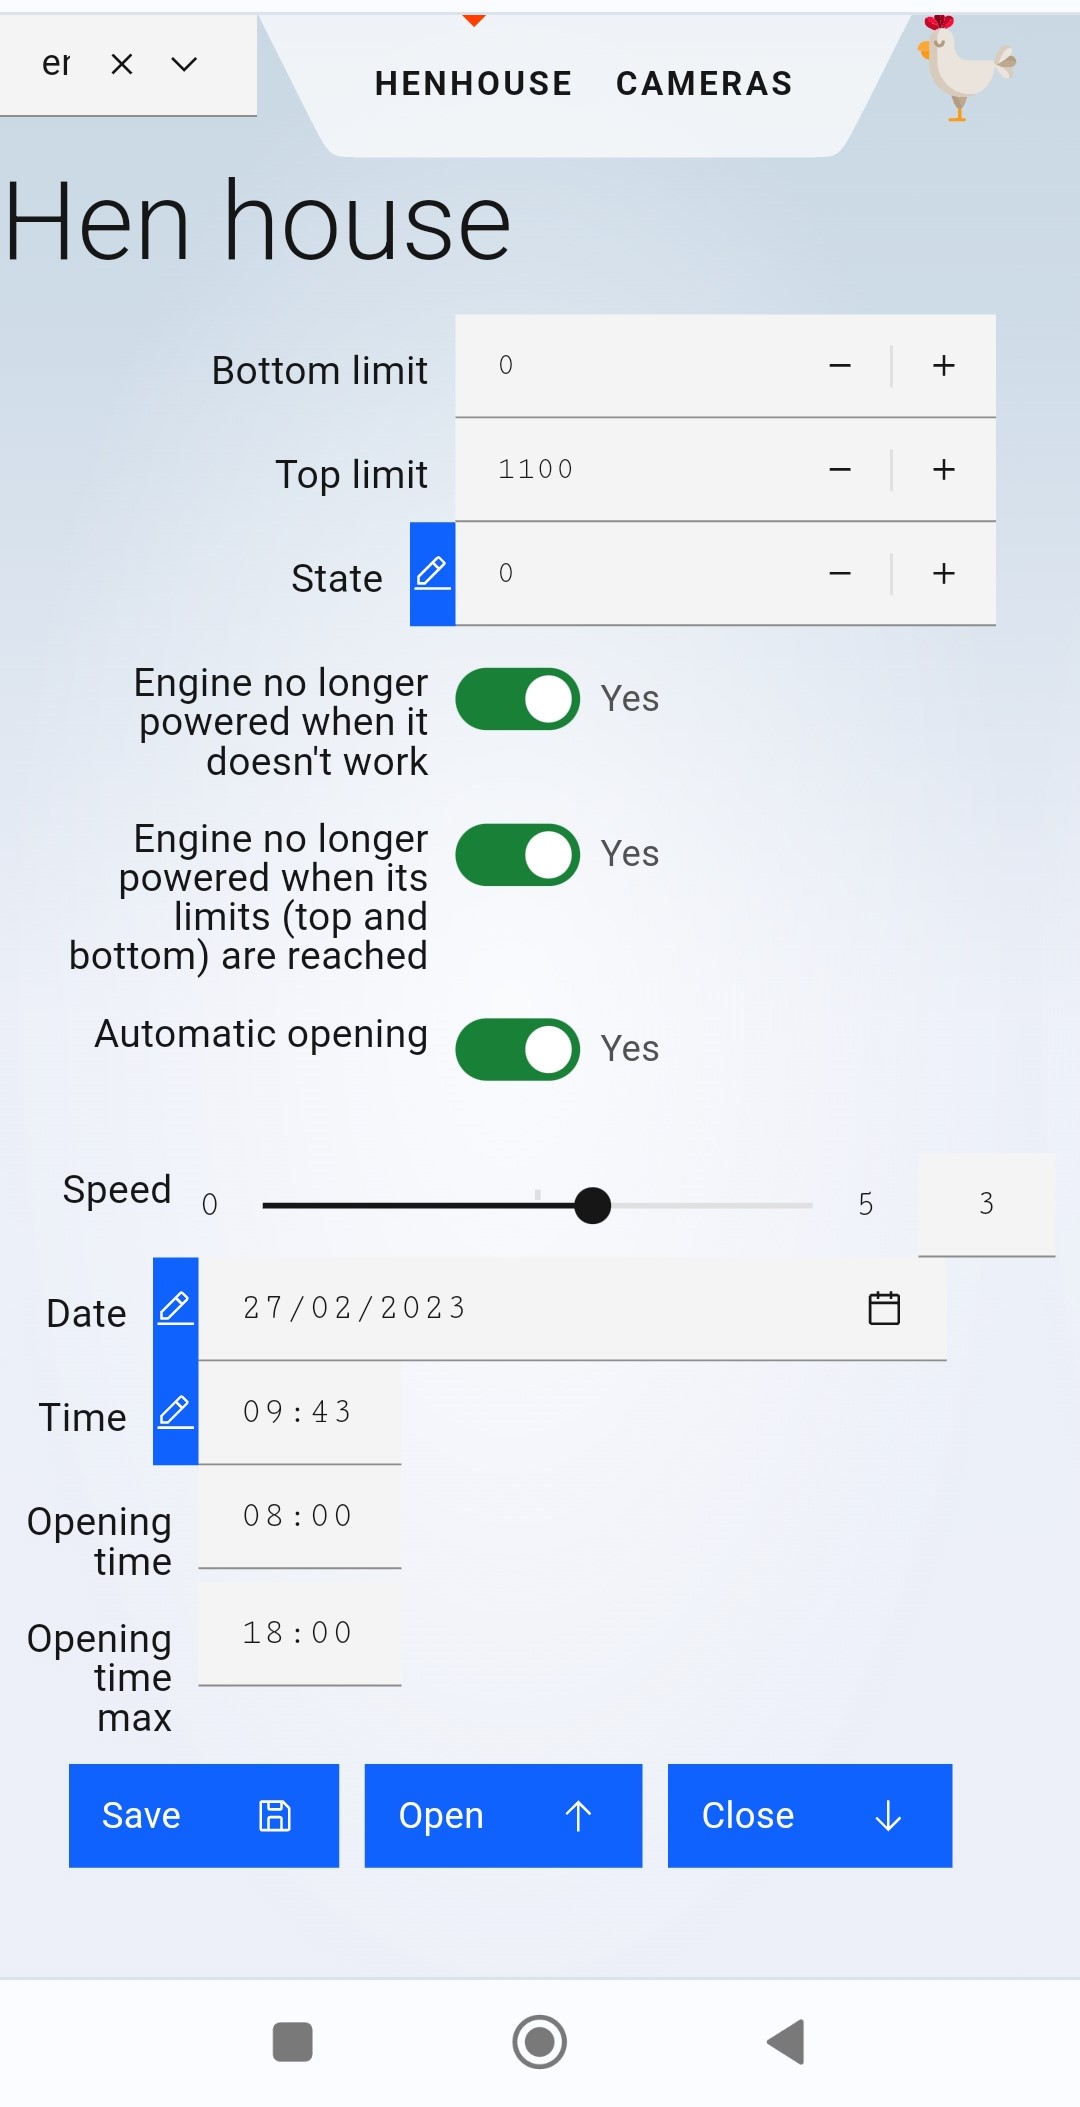 er
HENHOUSE CAMERAS
Hen house
Bottom limit 0
Top limit 1100
State 0
Engine no longer
powered when it
doesn't work
Yes
Engine no longer
powered when its
limits (top and
bottom) are reached
Yes
Automatic opening Yes
Speed 0 5 3
Date 27/02/2023
Time 09:43
Opening
time
08:00
Opening
time
max
18:00
Save Open Close